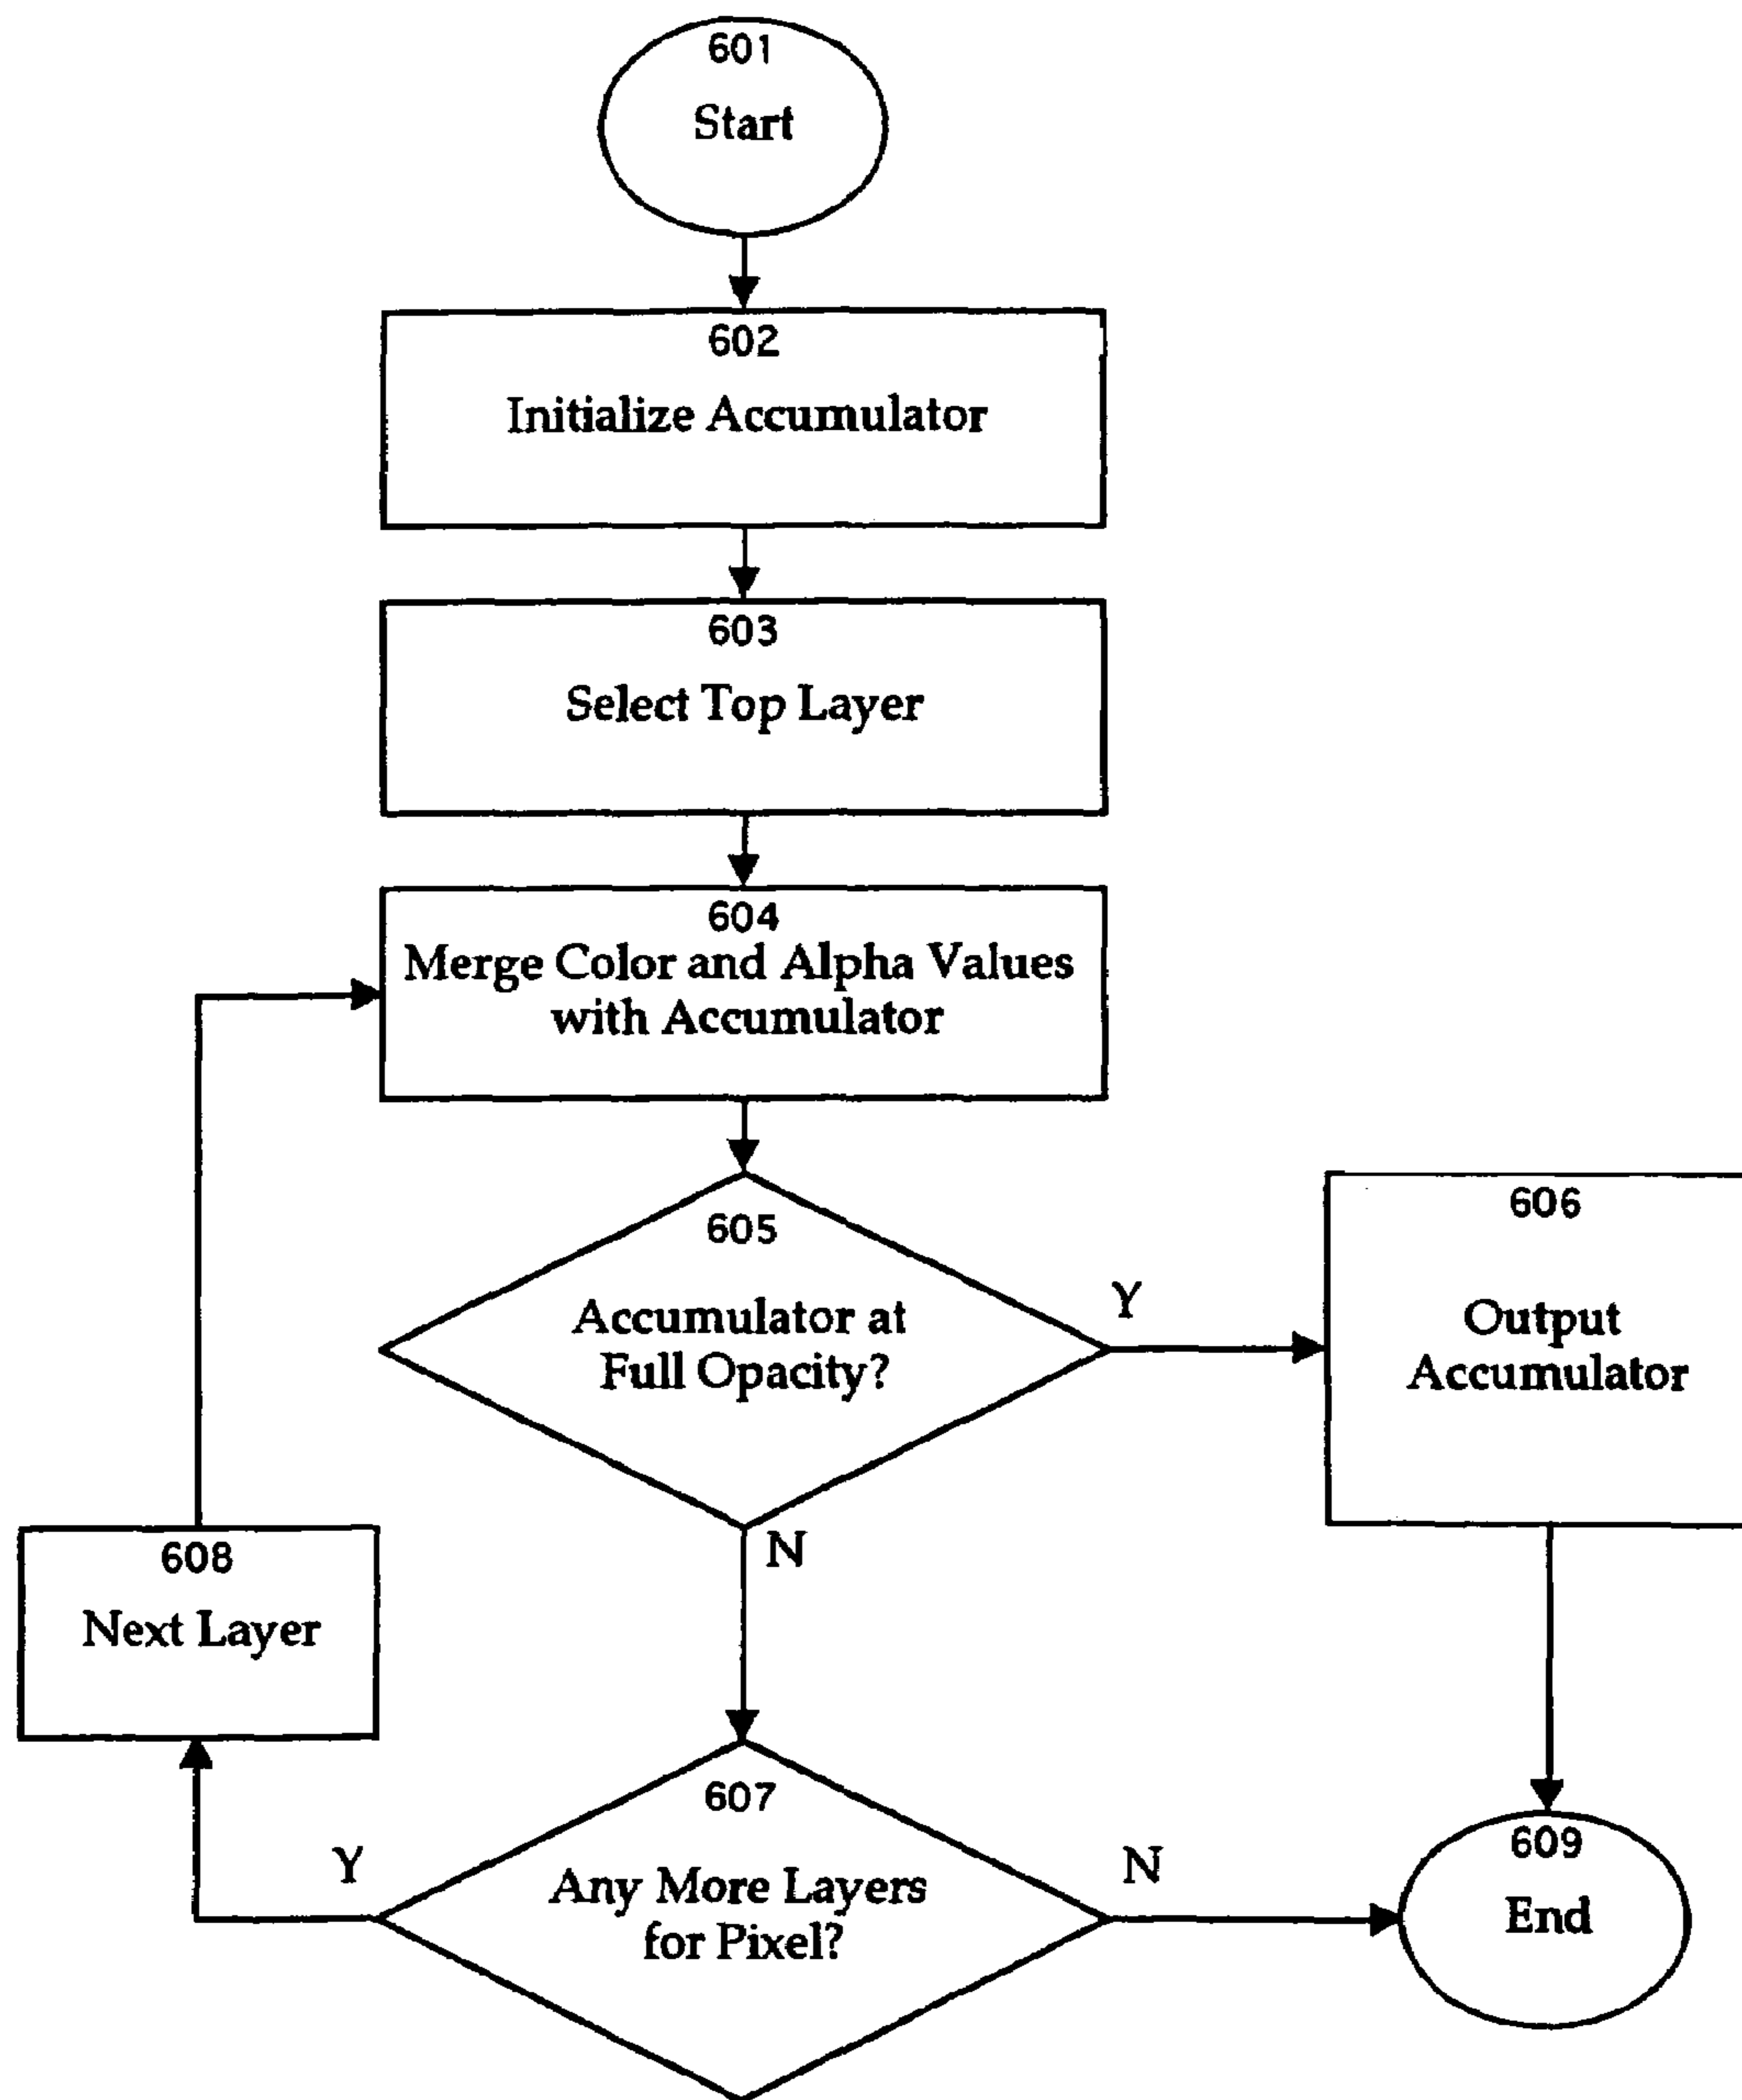 601
Start
602
Initialize Accumulator
603
Select Top Layer
604
Merge Color and Alpha Values
with Accumulator
605
Accumulator at
Full Opacity?
Y
606
Output
Accumulator
N
608
Next Layer
607
Any More Layers
for Pixel?
Y
N
609
End